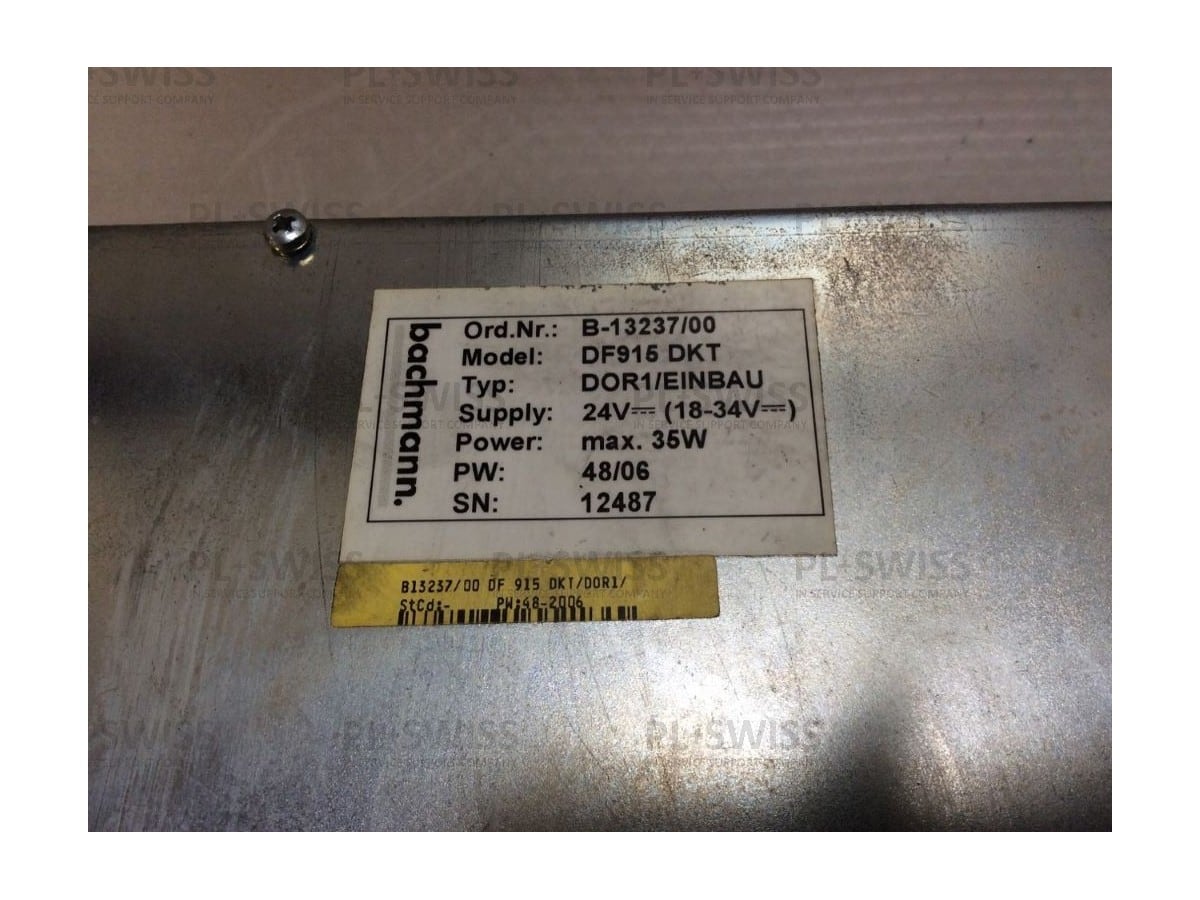 bachmann.
Ord.Nr.: B-13237/00
Model: DF915 DKT
Typ: DOR1/EINBAU
Supply: 24V⎓ (18-34V⎓)
Power: max. 35W
PW: 48/06
SN: 12487
B13237/00 DF 915 DKT/DOR1/
StCd:- PW:48-2006
PL+SWISS
IN SERVICE SUPPORT COMPANY